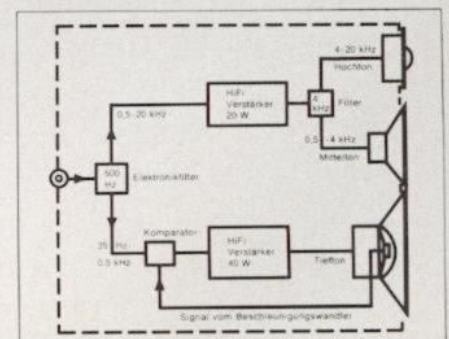 4-20 kHz
Hochton
HiFi
Verstärker
20 W
4
kHz
Filter
0,5-20 kHz
0,5-4 kHz
Mittelton
500
Hz
Elektronikfilter
Komparator
35 Hz
0,5 kHz
HiFi
Verstärker
40 W
Tiefton
Signal vom Beschleunigungswandler